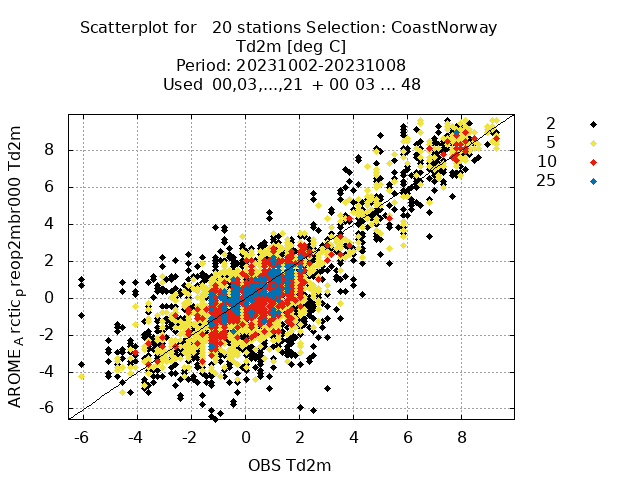 Scatterplot for 20 stations Selection: CoastNorway
Td2m [deg C]
Period: 20231002-20231008
Used 00,03,...,21 + 00 03 ... 48
2
5
10
25
AROME_Arctic_preop2mbr000 Td2m
8
6
4
2
0
-2
-4
-6
-6 -4 -2 0 2 4 6 8
OBS Td2m